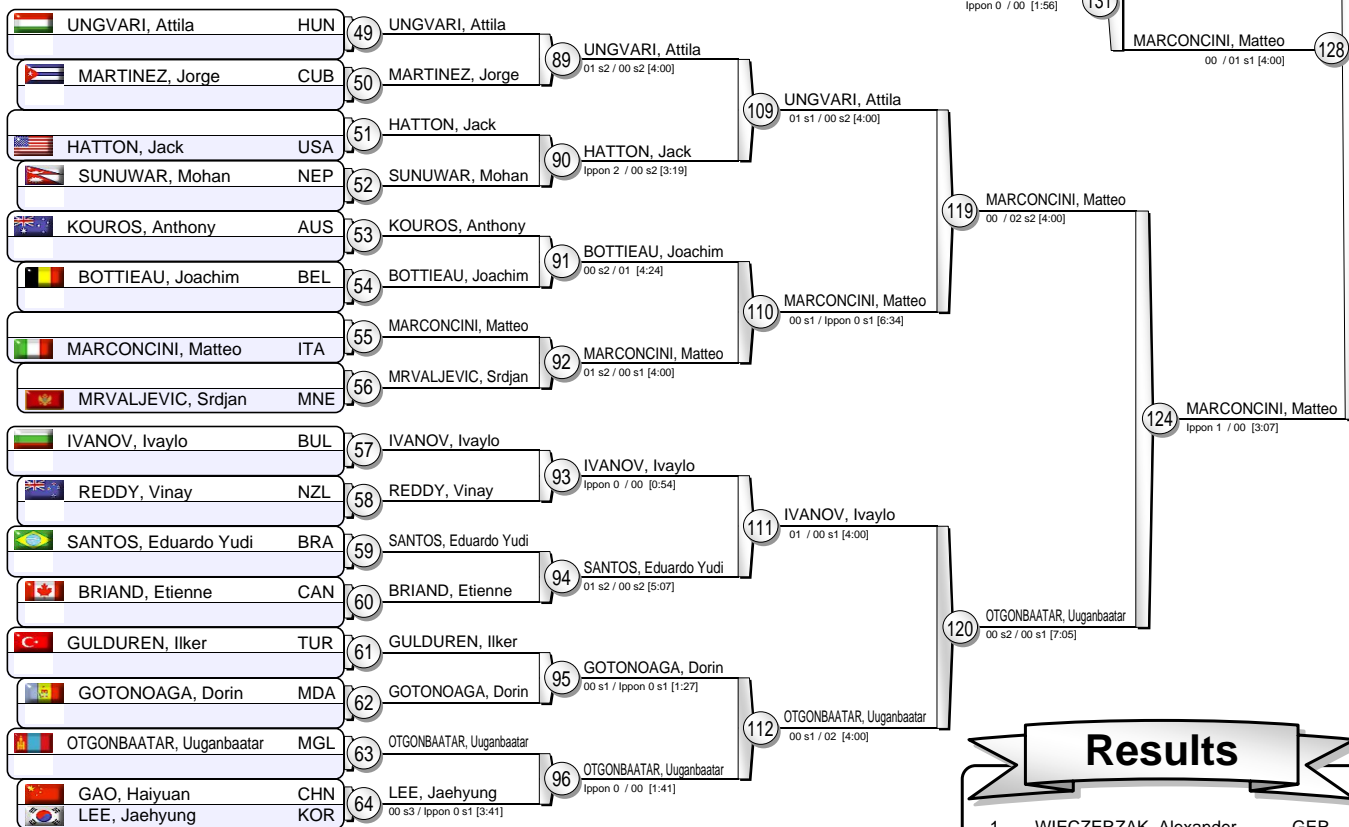 Ippon 0 / 00 [1:56]
131
MARCONCINI, Matteo
00 / 01 s1 [4:00]
128
UNGVARI, Attila HUN
49
UNGVARI, Attila
89
UNGVARI, Attila
01 s2 / 00 s2 [4:00]
MARTINEZ, Jorge CUB
50
MARTINEZ, Jorge
109
UNGVARI, Attila
01 s1 / 00 s2 [4:00]
51
HATTON, Jack
HATTON, Jack USA
90
HATTON, Jack
Ippon 2 / 00 s2 [3:19]
SUNUWAR, Mohan NEP
52
SUNUWAR, Mohan
119
MARCONCINI, Matteo
00 / 02 s2 [4:00]
KOUROS, Anthony AUS
53
KOUROS, Anthony
91
BOTTIEAU, Joachim
00 s2 / 01 [4:24]
BOTTIEAU, Joachim BEL
54
BOTTIEAU, Joachim
110
MARCONCINI, Matteo
00 s1 / Ippon 0 s1 [6:34]
55
MARCONCINI, Matteo
MARCONCINI, Matteo ITA
92
MARCONCINI, Matteo
01 s2 / 00 s1 [4:00]
56
MRVALJEVIC, Srdjan
MRVALJEVIC, Srdjan MNE
124
MARCONCINI, Matteo
Ippon 1 / 00 [3:07]
IVANOV, Ivaylo BUL
57
IVANOV, Ivaylo
93
IVANOV, Ivaylo
Ippon 0 / 00 [0:54]
REDDY, Vinay NZL
58
REDDY, Vinay
111
IVANOV, Ivaylo
01 / 00 s1 [4:00]
SANTOS, Eduardo Yudi BRA
59
SANTOS, Eduardo Yudi
94
SANTOS, Eduardo Yudi
01 s2 / 00 s2 [5:07]
BRIAND, Etienne CAN
60
BRIAND, Etienne
120
OTGONBAATAR, Uuganbaatar
00 s2 / 00 s1 [7:05]
GULDUREN, Ilker TUR
61
GULDUREN, Ilker
95
GOTONOAGA, Dorin
00 s1 / Ippon 0 s1 [1:27]
GOTONOAGA, Dorin MDA
62
GOTONOAGA, Dorin
112
OTGONBAATAR, Uuganbaatar
00 s1 / 02 [4:00]
OTGONBAATAR, Uuganbaatar MGL
63
OTGONBAATAR, Uuganbaatar
96
OTGONBAATAR, Uuganbaatar
Ippon 0 / 00 [1:41]
GAO, Haiyuan CHN
64
LEE, Jaehyung
00 s3 / Ippon 0 s1 [3:41]
LEE, Jaehyung KOR
Results
1 WIECZERZAK, Alexander GER